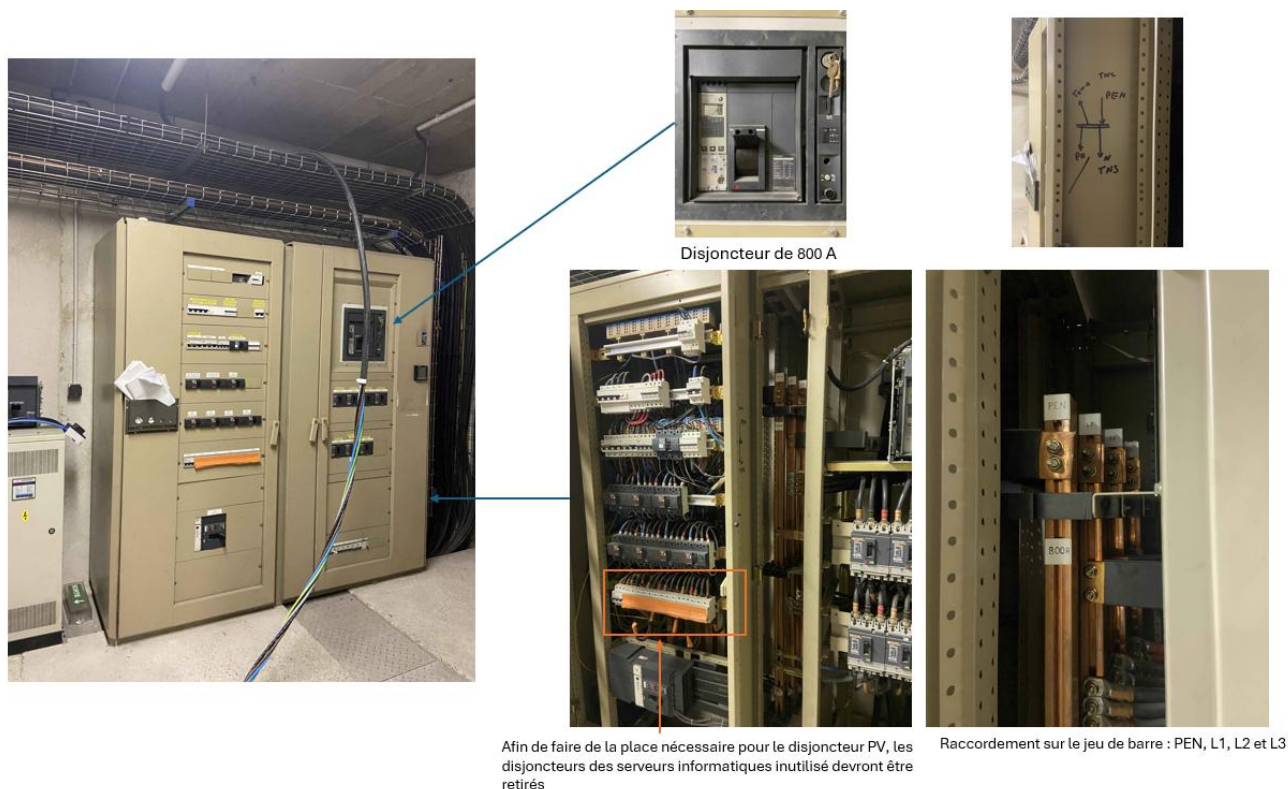 Disjoncteur de 800 A
TNC
PEN
PE
N
TNS
PEN
800A
Afin de faire de la place nécessaire pour le disjoncteur PV, les
disjoncteurs des serveurs informatiques inutilisé devront être
retirés
Raccordement sur le jeu de barre : PEN, L1, L2 et L3